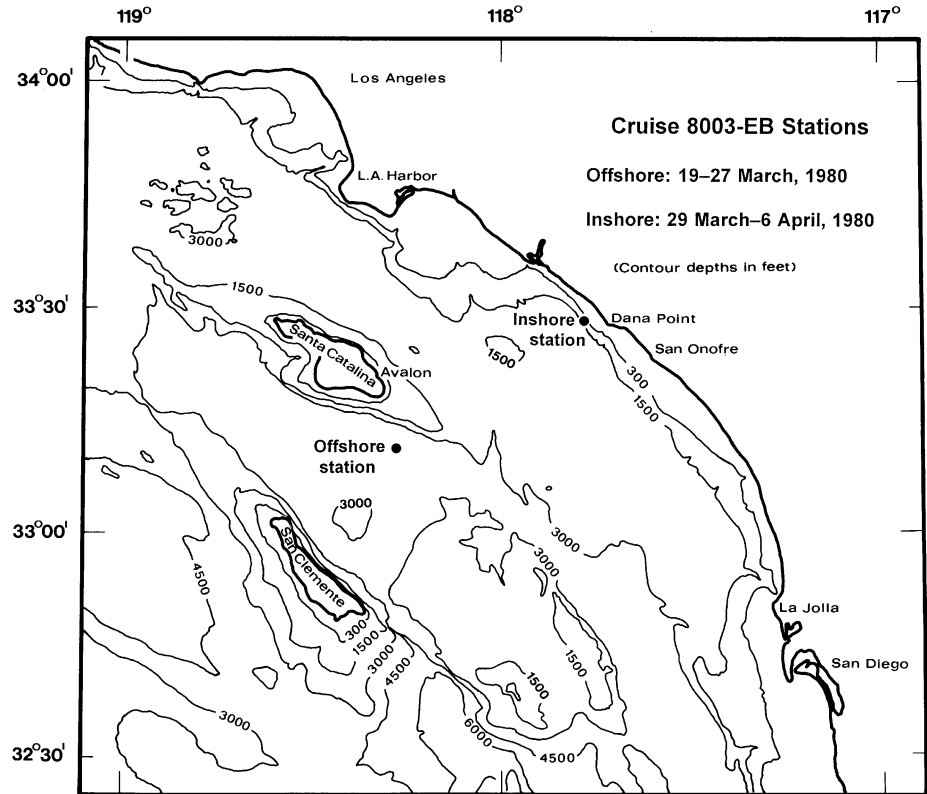 119°
118°
117°
34°00'
Los Angeles
Cruise 8003-EB Stations
L.A. Harbor
Offshore: 19–27 March, 1980
Inshore: 29 March–6 April, 1980
3000
(Contour depths in feet)
1500
33°30'
Inshore
station
Dana Point
Santa Catalina
1500
San Onofre
Avalon
300
1500
Offshore
station
3000
33°00'
3000
San Clemente
3000
4500
La Jolla
300
1500
3000
4500
1500
1500
San Diego
3000
6000
32°30'
4500